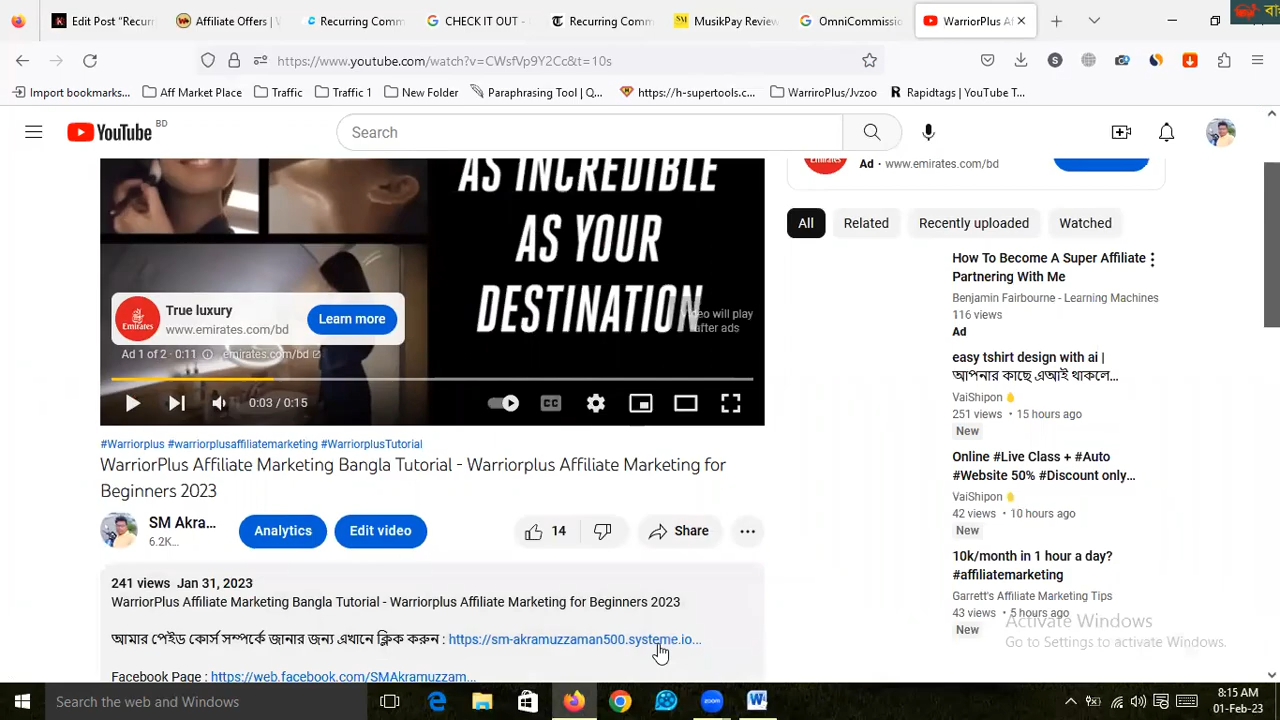 Edit Post “Recurr
Affiliate Offers | W
Recurring Comm
CHECK IT OUT -
Recurring Comm
MusikPay Review
OmniCommissio
WarriorPlus Af
বাং
https://www.youtube.com/watch?v=CWsfVp9Y2Cc&t=10s
Import bookmarks...
Aff Market Place
Traffic
Traffic 1
New Folder
Paraphrasing Tool | Q...
https://h-supertools.c...
WarriroPlus/Jvzoo
Rapidtags | YouTube T...
YouTube BD
Search
AS INCREDIBLE
AS YOUR
DESTINATION
Video will play
after ads
Emirates
True luxury
www.emirates.com/bd
Learn more
Ad 1 of 2 · 0:11
emirates.com/bd
0:03 / 0:15
CC
#Warriorplus #warriorplusaffiliatemarketing #WarriorplusTutorial
WarriorPlus Affiliate Marketing Bangla Tutorial - Warriorplus Affiliate Marketing for
Beginners 2023
SM Akra...
6.2K...
Analytics
Edit video
14
Share
241 views Jan 31, 2023
WarriorPlus Affiliate Marketing Bangla Tutorial - Warriorplus Affiliate Marketing for Beginners 2023
আমার পেইড কোর্স সম্পর্কে জানার জন্য এখানে ক্লিক করুন : https://sm-akramuzzaman500.systeme.io...
Facebook Page : https://web.facebook.com/SMAkramuzzam...
Emirates
Ad · www.emirates.com/bd
All
Related
Recently uploaded
Watched
How To Become A Super Affiliate
Partnering With Me
Benjamin Fairbourne - Learning Machines
116 views
Ad
easy tshirt design with ai |
আপনার কাছে এআই থাকলে...
VaiShipon
251 views · 15 hours ago
New
Online #Live Class + #Auto
#Website 50% #Discount only...
VaiShipon
42 views · 10 hours ago
New
10k/month in 1 hour a day?
#affiliatemarketing
Garrett's Affiliate Marketing Tips
43 views · 5 hours ago
New
Activate Windows
Go to Settings to activate Windows.
Search the web and Windows
zoom
8:15 AM
01-Feb-23